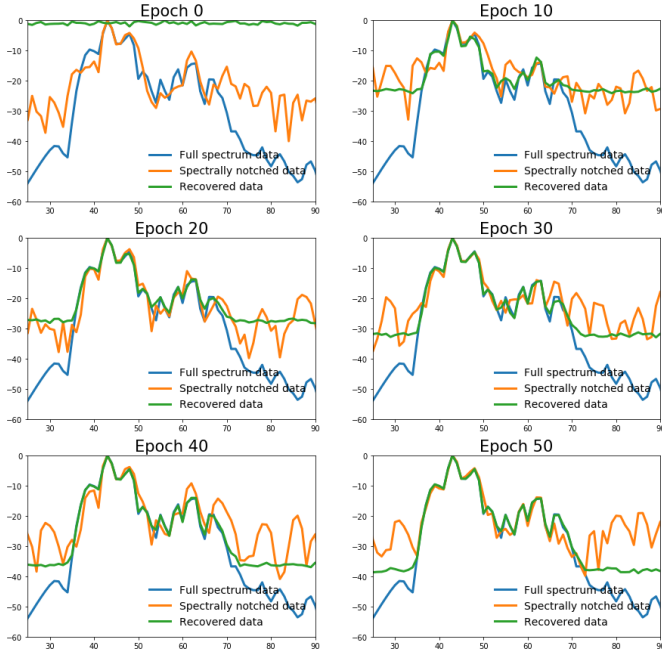 Epoch 0
0
−10
−20
−30
−40
−50
−60
30 40 50 60 70 80 90
Full spectrum data
Spectrally notched data
Recovered data
Epoch 10
0
−10
−20
−30
−40
−50
−60
30 40 50 60 70 80 90
Full spectrum data
Spectrally notched data
Recovered data
Epoch 20
0
−10
−20
−30
−40
−50
−60
30 40 50 60 70 80 90
Full spectrum data
Spectrally notched data
Recovered data
Epoch 30
0
−10
−20
−30
−40
−50
−60
30 40 50 60 70 80 90
Full spectrum data
Spectrally notched data
Recovered data
Epoch 40
0
−10
−20
−30
−40
−50
−60
30 40 50 60 70 80 90
Full spectrum data
Spectrally notched data
Recovered data
Epoch 50
0
−10
−20
−30
−40
−50
−60
30 40 50 60 70 80 90
Full spectrum data
Spectrally notched data
Recovered data